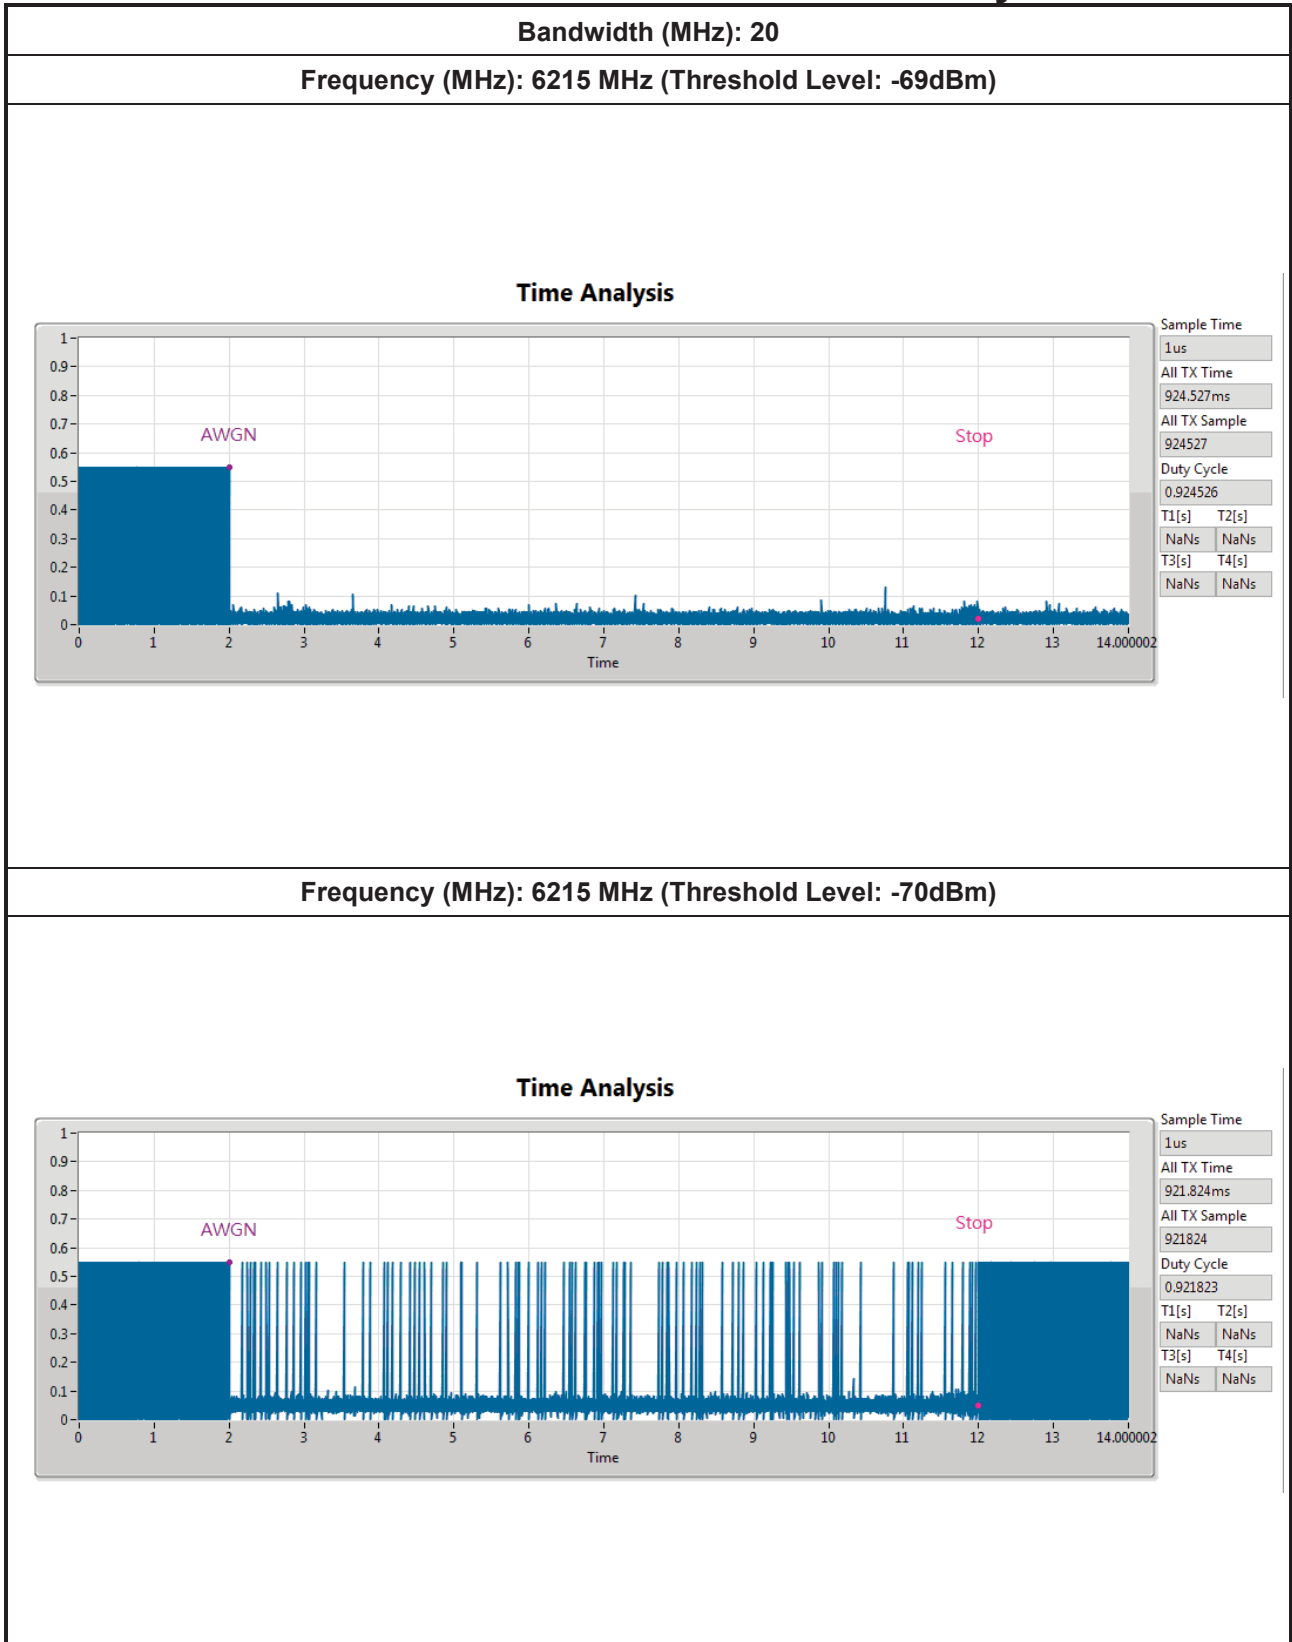 Bandwidth (MHz): 20
Frequency (MHz): 6215 MHz (Threshold Level: -69dBm)
Time Analysis
1
0.9
0.8
0.7
0.6
0.5
0.4
0.3
0.2
0.1
0
AWGN
Stop
0 1 2 3 4 5 6 7 8 9 10 11 12 13 14.000002
Time
Sample Time
1us
All TX Time
924.527ms
All TX Sample
924527
Duty Cycle
0.924526
T1[s] T2[s]
NaNs NaNs
T3[s] T4[s]
NaNs NaNs
Frequency (MHz): 6215 MHz (Threshold Level: -70dBm)
Time Analysis
1
0.9
0.8
0.7
0.6
0.5
0.4
0.3
0.2
0.1
0
AWGN
Stop
0 1 2 3 4 5 6 7 8 9 10 11 12 13 14.000002
Time
Sample Time
1us
All TX Time
921.824ms
All TX Sample
921824
Duty Cycle
0.921823
T1[s] T2[s]
NaNs NaNs
T3[s] T4[s]
NaNs NaNs